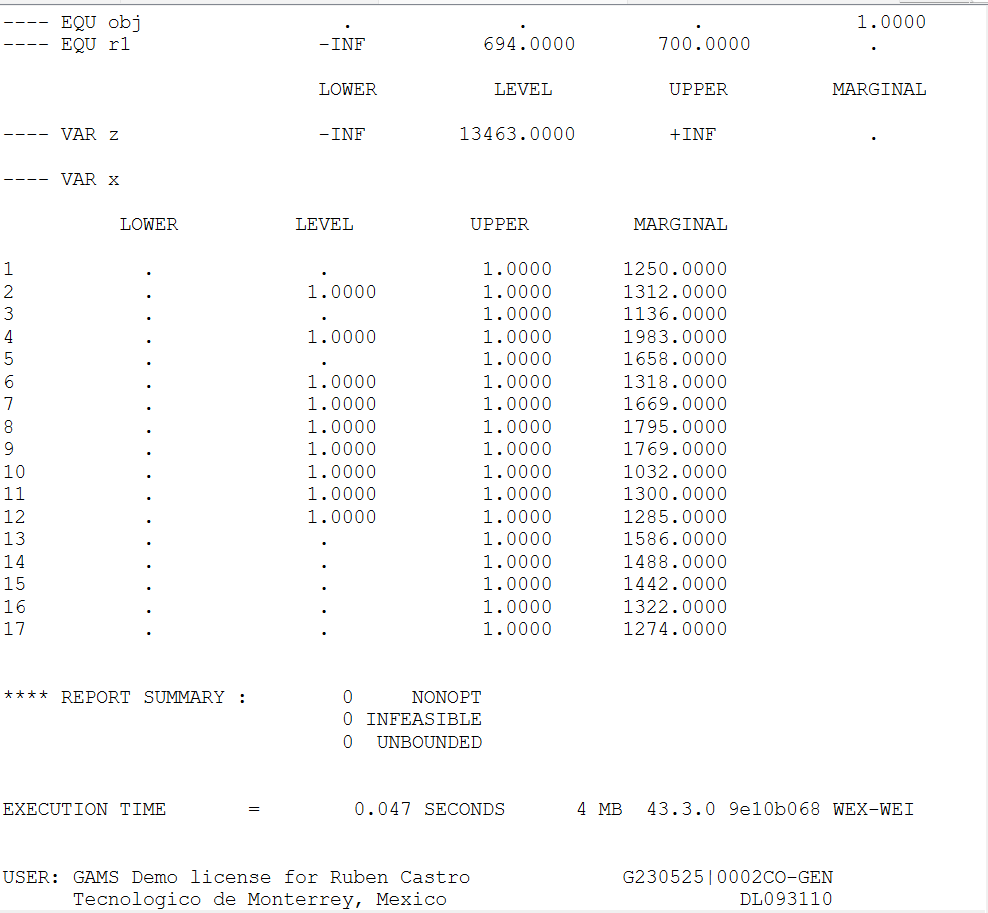 ---- EQU obj                  .              .              .            1.0000
---- EQU r1                -INF          694.0000       700.0000          .
                           LOWER          LEVEL          UPPER         MARGINAL
---- VAR z                 -INF        13463.0000        +INF             .
---- VAR x
          LOWER          LEVEL          UPPER         MARGINAL
1           .              .             1.0000      1250.0000
2           .             1.0000         1.0000      1312.0000
3           .              .             1.0000      1136.0000
4           .             1.0000         1.0000      1983.0000
5           .              .             1.0000      1658.0000
6           .             1.0000         1.0000      1318.0000
7           .             1.0000         1.0000      1669.0000
8           .             1.0000         1.0000      1795.0000
9           .             1.0000         1.0000      1769.0000
10          .             1.0000         1.0000      1032.0000
11          .             1.0000         1.0000      1300.0000
12          .             1.0000         1.0000      1285.0000
13          .              .             1.0000      1586.0000
14          .              .             1.0000      1488.0000
15          .              .             1.0000      1442.0000
16          .              .             1.0000      1322.0000
17          .              .             1.0000      1274.0000
**** REPORT SUMMARY :        0     NONOPT
                             0 INFEASIBLE
                             0  UNBOUNDED
EXECUTION TIME       =        0.047 SECONDS      4 MB  43.3.0 9e10b068 WEX-WEI
USER: GAMS Demo license for Ruben Castro             G230525|0002CO-GEN
      Tecnologico de Monterrey, Mexico                         DL093110